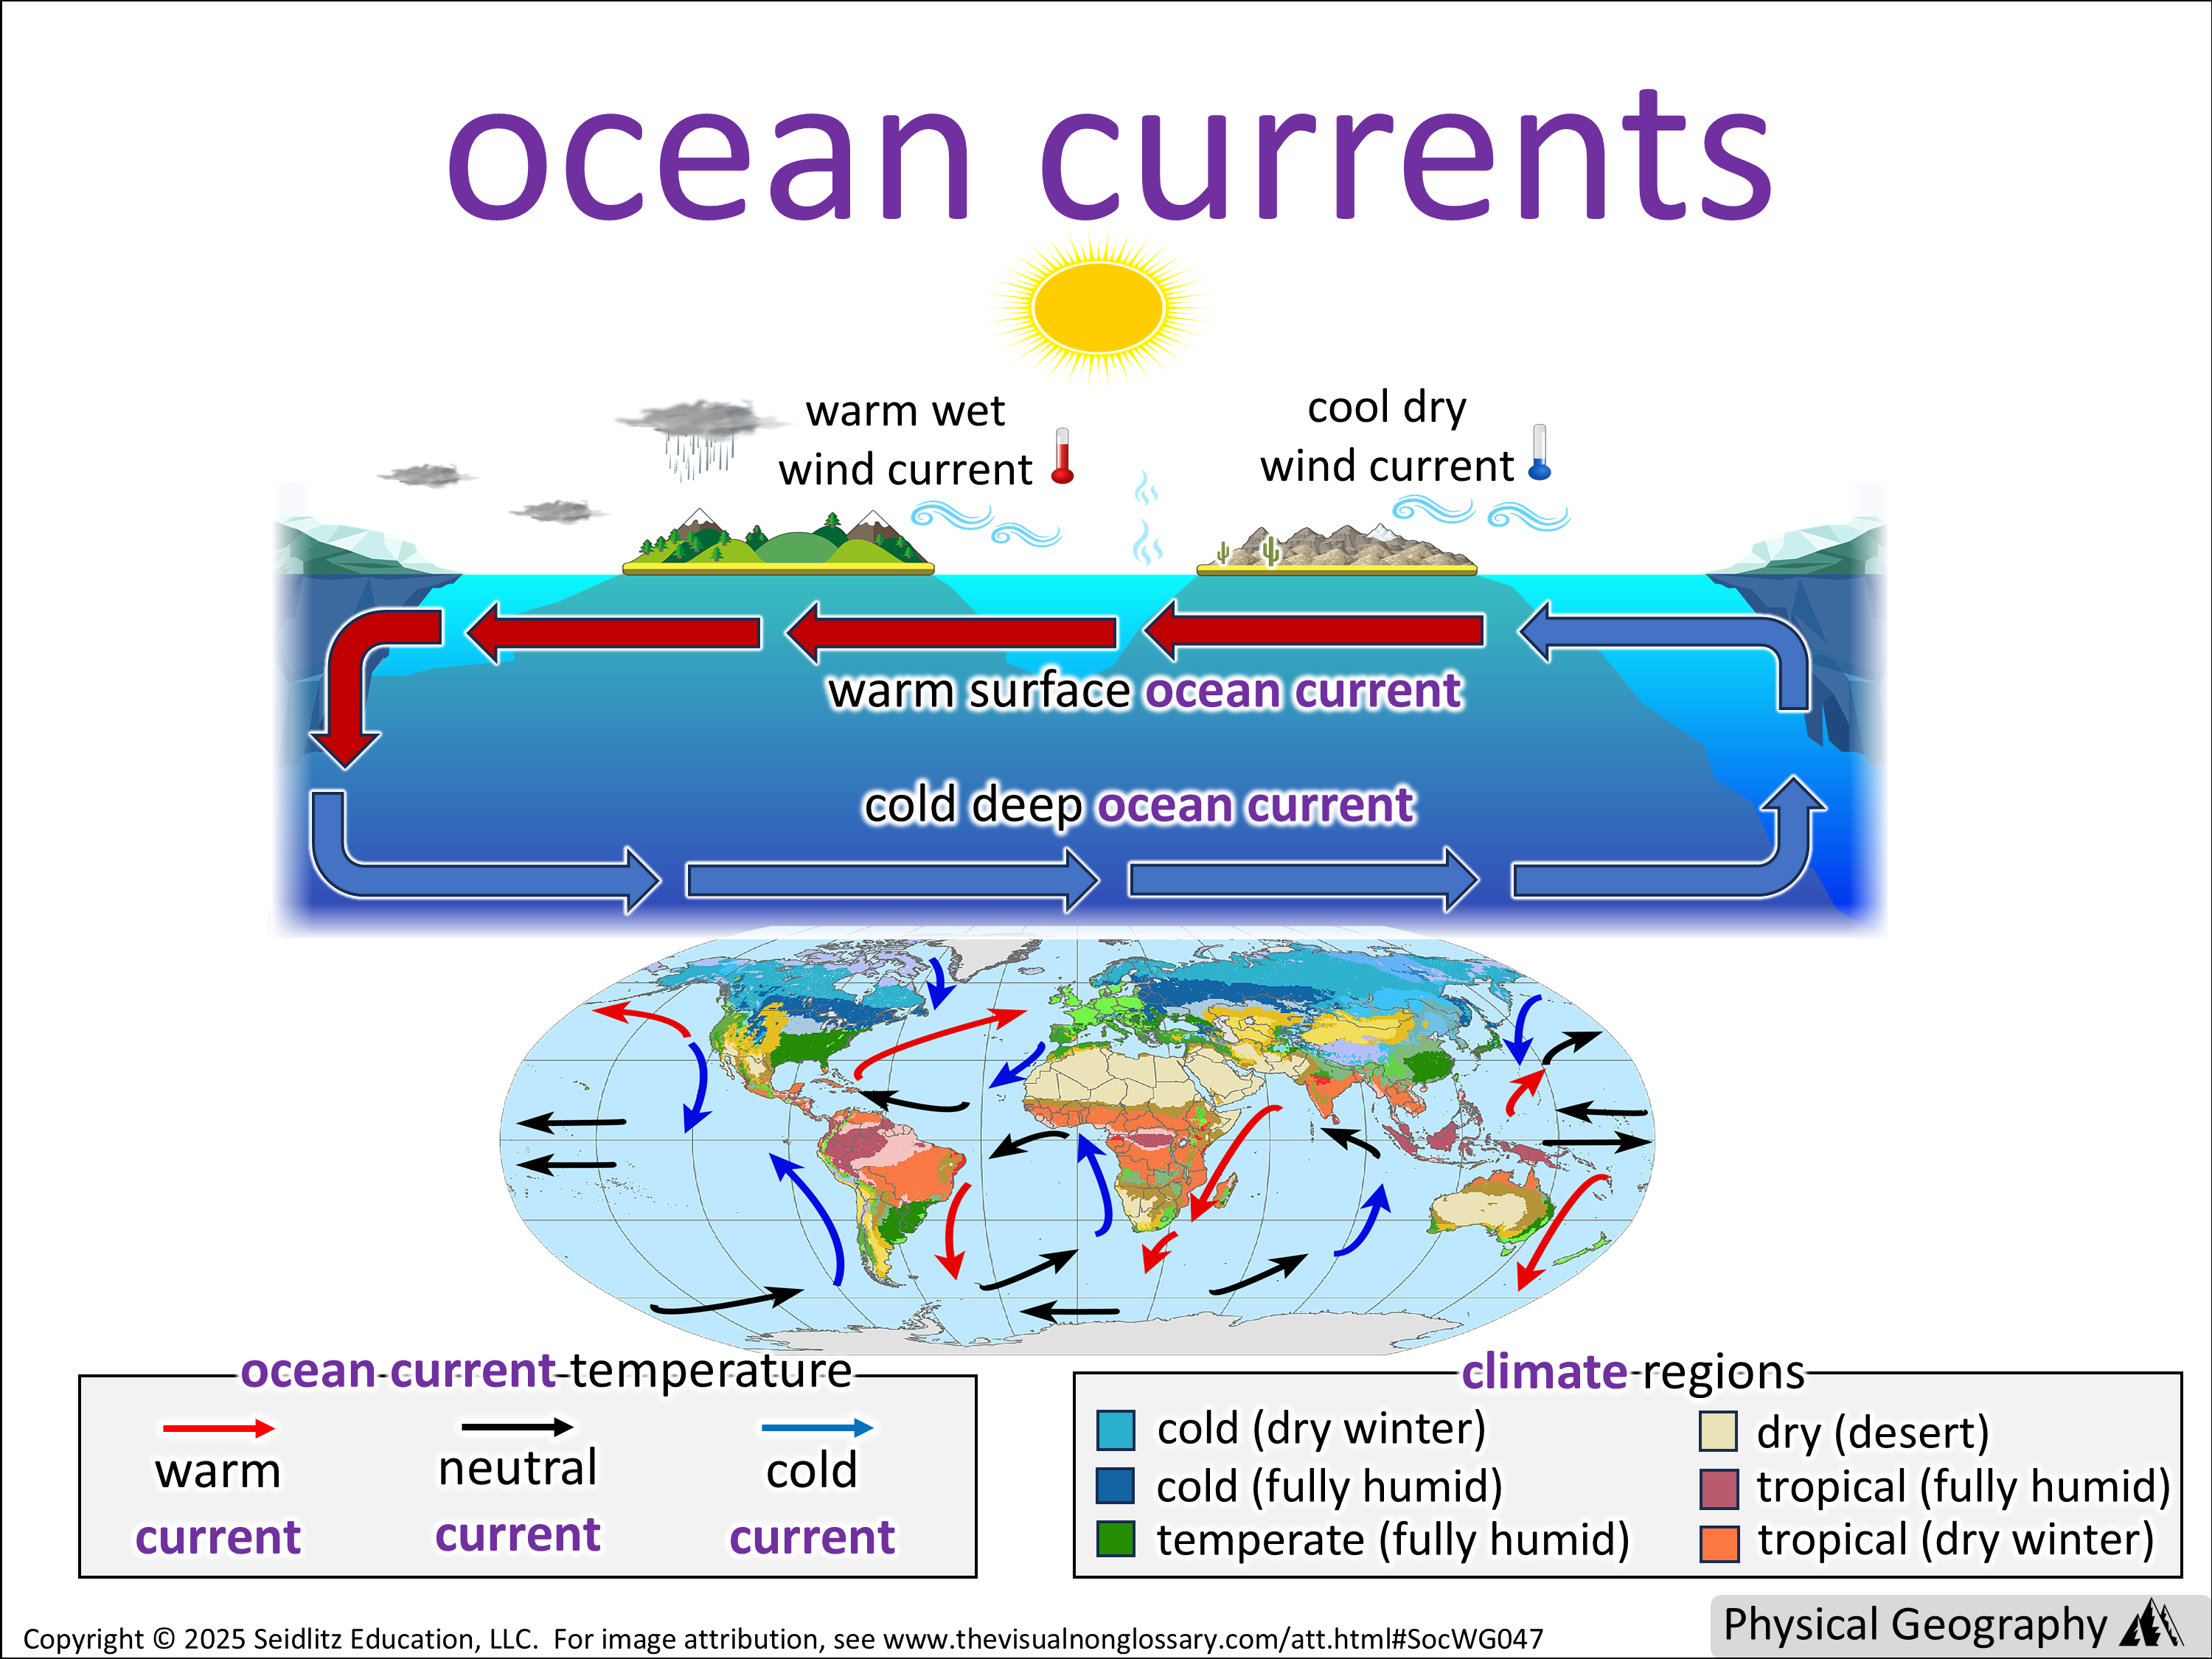 ocean currents
warm wet
wind current
cool dry
wind current
warm surface ocean current
cold deep ocean current
ocean current temperature
warm
current
neutral
current
cold
current
climate regions
cold (dry winter)
cold (fully humid)
temperate (fully humid)
dry (desert)
tropical (fully humid)
tropical (dry winter)
Copyright © 2025 Seidlitz Education, LLC. For image attribution, see www.thevisualnonglossary.com/att.html#SocWG047
Physical Geography